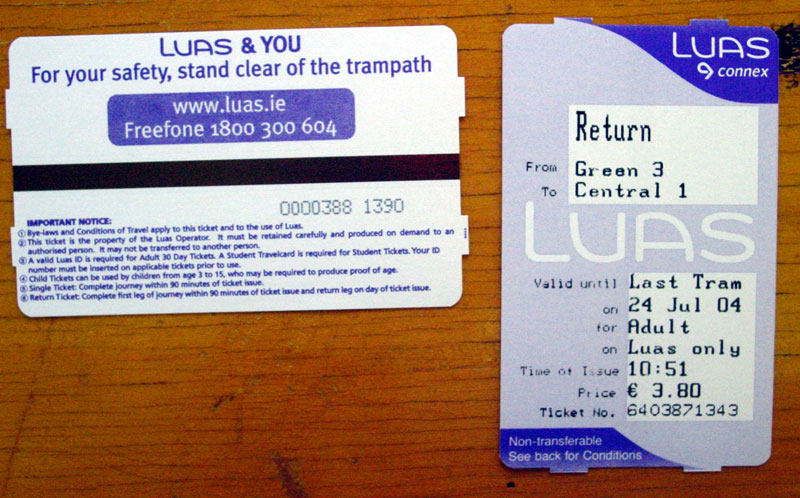 LUAS & YOU
For your safety, stand clear of the trampath
www.luas.ie
Freefone 1800 300 604
0000388 1390
IMPORTANT NOTICE:
① Bye-laws and Conditions of Travel apply to this ticket and to the use of Luas.
② This ticket is the property of the Luas Operator. It must be retained carefully and produced on demand to an
authorised person. It may not be transferred to another person.
③ A valid Luas ID is required for Adult 30 Day Tickets. A Student Travelcard is required for Student Tickets. Your ID
number must be inserted on applicable tickets prior to use.
④ Child Tickets can be used by children from age 3 to 15, who may be required to produce proof of age.
⑤ Single Ticket: Complete journey within 90 minutes of ticket issue.
⑥ Return Ticket: Complete first leg of journey within 90 minutes of ticket issue and return leg on day of ticket issue.
LUAS
connex
Return
From Green 3
To Central 1
LUAS
Valid until Last Tram
on 24 Jul 04
for Adult
on Luas only
Time of Issue 10:51
Price € 3.80
Ticket No. 6403871343
Non-transferable
See back for Conditions